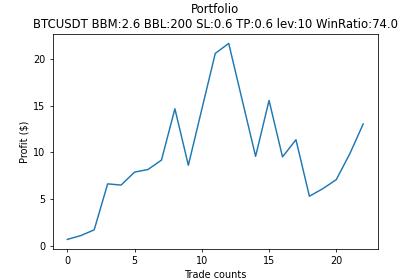 Portfolio
BTCUSDT BBM:2.6 BBL:200 SL:0.6 TP:0.6 lev:10 WinRatio:74.0
20
15
10
5
0
Profit ($)
0 5 10 15 20
Trade counts